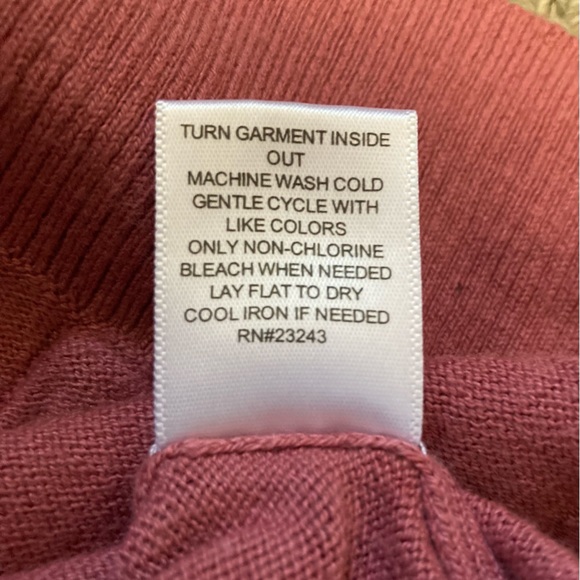 TURN GARMENT INSIDE
OUT
MACHINE WASH COLD
GENTLE CYCLE WITH
LIKE COLORS
ONLY NON-CHLORINE
BLEACH WHEN NEEDED
LAY FLAT TO DRY
COOL IRON IF NEEDED
RN#23243